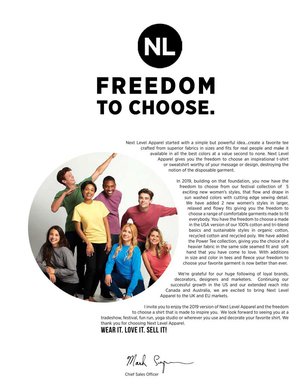 NL
FREEDOM
TO CHOOSE.
Next Level Apparel started with a simple but powerful idea...create a favorite tee
crafted from superior fabrics in sizes and fits for real people and make it
available in all the best colors at a value second to none. Next Level
Apparel gives you the freedom to choose an inspirational t-shirt
or sweatshirt worthy of your message or design, destroying the
notion of the disposable garment.
In 2019, building on that foundation, you now have the
freedom to choose from our festival collection of 5
exciting new women's styles, that flow and drape in
sun washed colors with cutting edge sewing detail.
We have added 2 new women's styles in larger,
relaxed and flowy fits giving you the freedom to
choose a range of comfortable garments made to fit
everybody. You have the freedom to choose a made
in the USA version of our 100% cotton and tri-blend
basics and sustainable styles in organic cotton,
recycled cotton and recycled poly. We have added
the Power Tee collection, giving you the choice of a
heavier fabric in the same side seamed fit and soft
hand that you have come to love. With additions
in size and color in tees and fleece your freedom to
choose your favorite garment is now better than ever.
We're grateful for our huge following of loyal brands,
decorators, designers and marketers. Continuing our
successful growth in the US and our extended reach into
Canada and Australia, we are excited to bring Next Level
Apparel to the UK and EU markets.
I invite you to enjoy the 2019 version of Next Level Apparel and the freedom
to choose a shirt that is made to inspire you. We look forward to seeing you at a
tradeshow, festival, fun run, yoga studio or wherever you use and decorate your favorite shirt. We
thank you for choosing Next Level Apparel.
WEAR IT. LOVE IT. SELL IT!
Chief Sales Officer